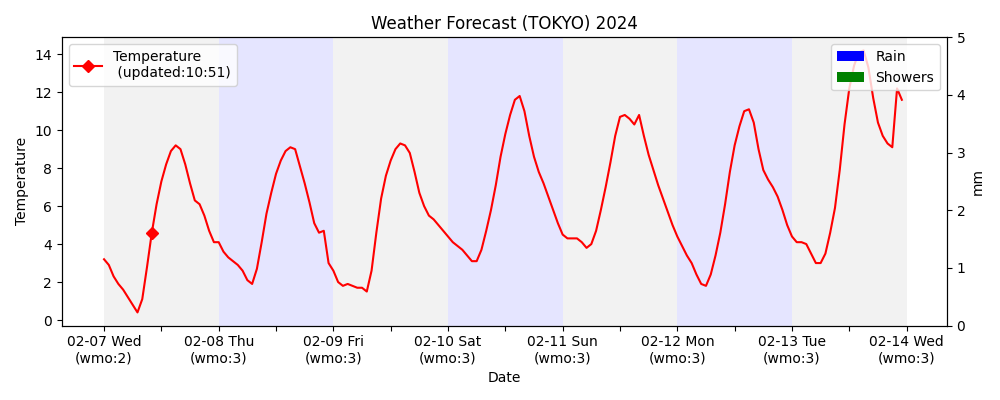 Weather Forecast (TOKYO) 2024
Temperature
(updated:10:51)
Rain
Showers
14
12
10
8
6
4
2
0
Temperature
5
4
3
2
1
0
mm
02-07 Wed
(wmo:2)
02-08 Thu
(wmo:3)
02-09 Fri
(wmo:3)
02-10 Sat
(wmo:3)
02-11 Sun
(wmo:3)
02-12 Mon
(wmo:3)
02-13 Tue
(wmo:3)
02-14 Wed
(wmo:3)
Date